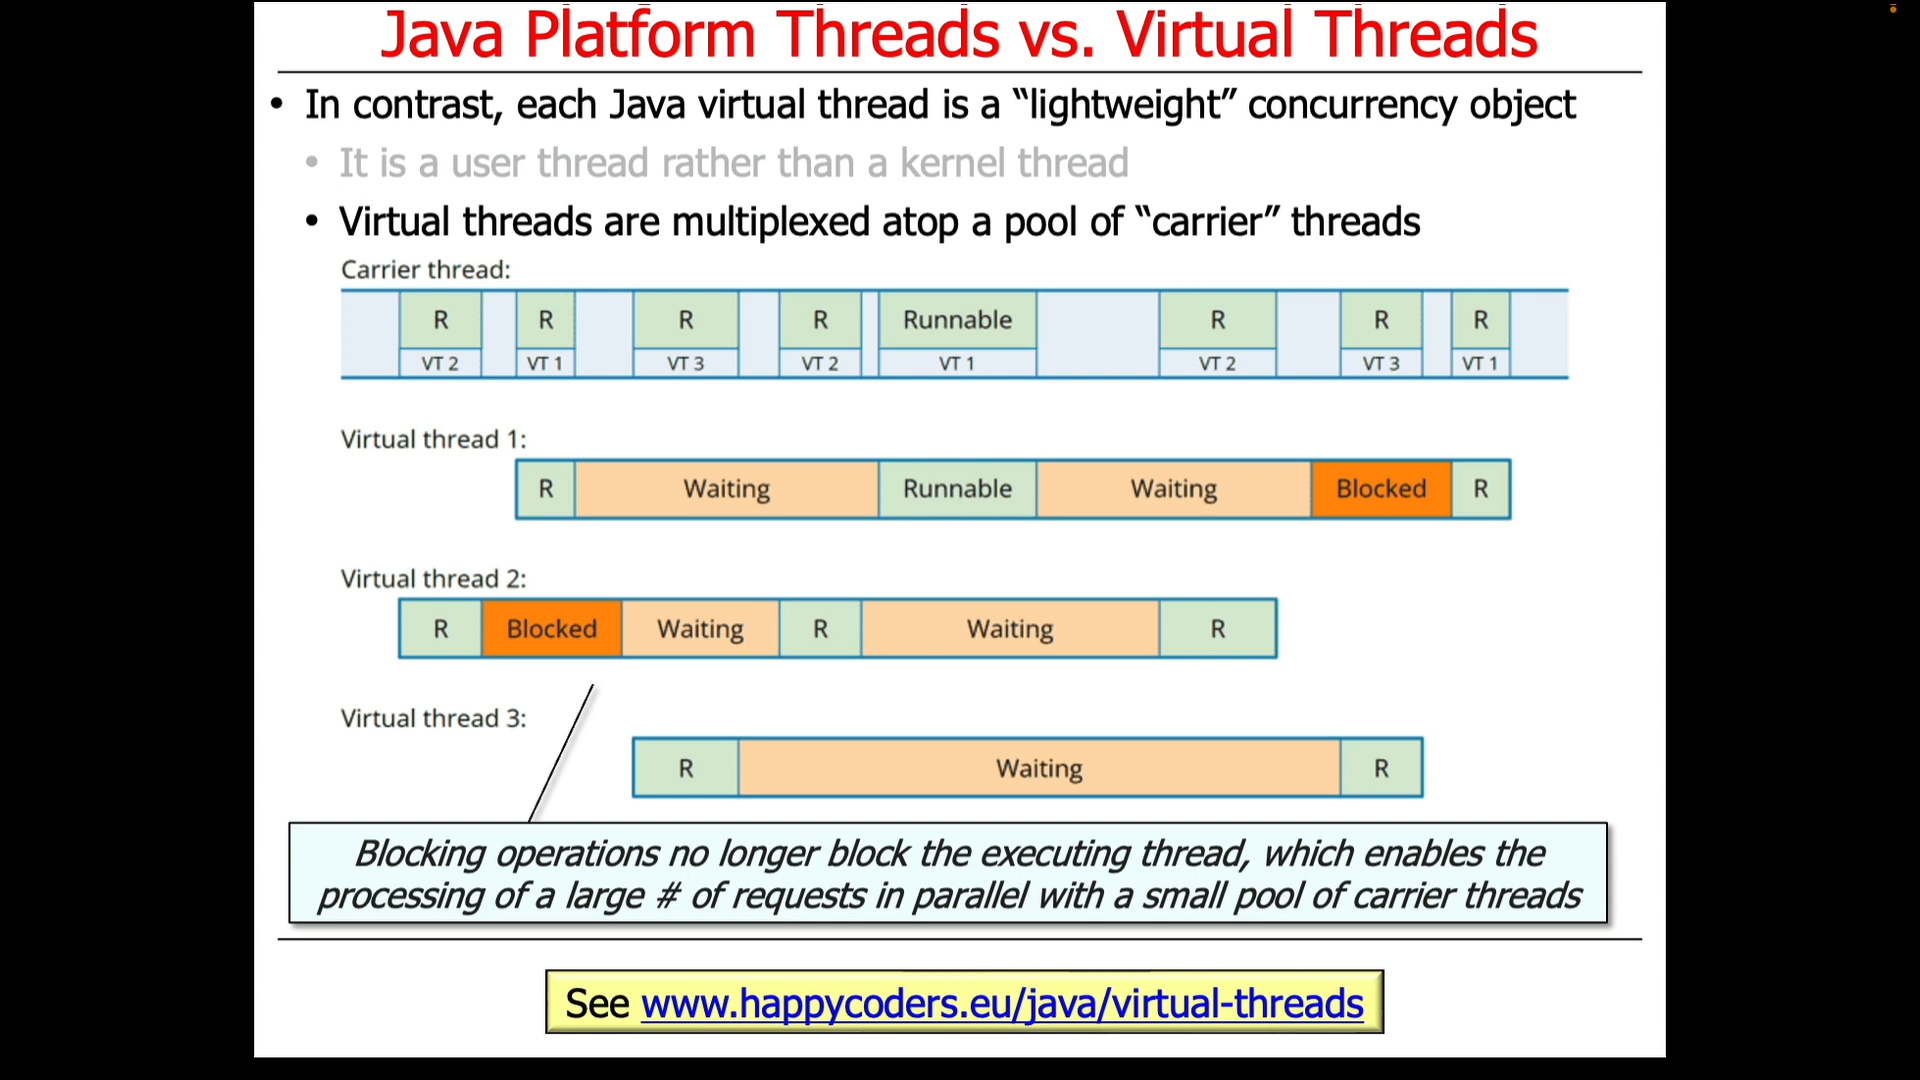 Java Platform Threads vs. Virtual Threads
• In contrast, each Java virtual thread is a “lightweight” concurrency object
• It is a user thread rather than a kernel thread
• Virtual threads are multiplexed atop a pool of “carrier” threads
Carrier thread:
R R R R Runnable R R R
VT 2 VT 1 VT 3 VT 2 VT 1 VT 2 VT 3 VT 1
Virtual thread 1:
R Waiting Runnable Waiting Blocked R
Virtual thread 2:
R Blocked Waiting R Waiting R
Virtual thread 3:
R Waiting R
Blocking operations no longer block the executing thread, which enables the
processing of a large # of requests in parallel with a small pool of carrier threads
See www.happycoders.eu/java/virtual-threads